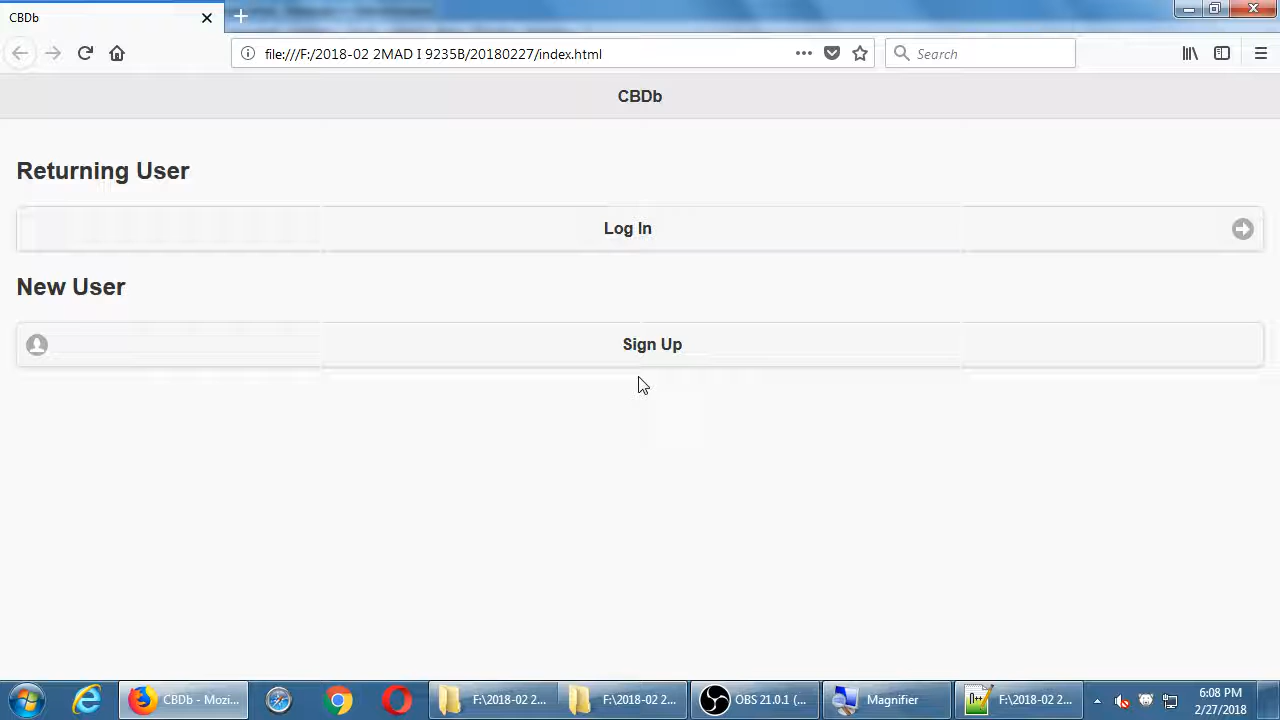 CBDb
file:///F:/2018-02 2MAD I 9235B/20180227/index.html
Search
CBDb
Returning User
Log In
New User
Sign Up
CBDb - Mozi...
F:\2018-02 2...
F:\2018-02 2...
OBS 21.0.1 (...
Magnifier
F:\2018-02 2...
6:08 PM
2/27/2018